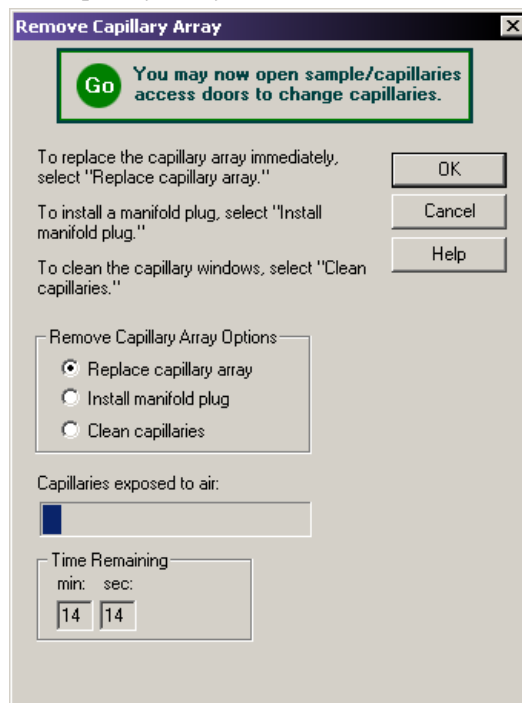 Remove Capillary Array
Go
You may now open sample/capillaries
access doors to change capillaries.
To replace the capillary array immediately,
select "Replace capillary array."
To install a manifold plug, select "Install
manifold plug."
To clean the capillary windows, select "Clean
capillaries."
OK
Cancel
Help
Remove Capillary Array Options
Replace capillary array
Install manifold plug
Clean capillaries
Capillaries exposed to air:
Time Remaining
min: sec:
14 14